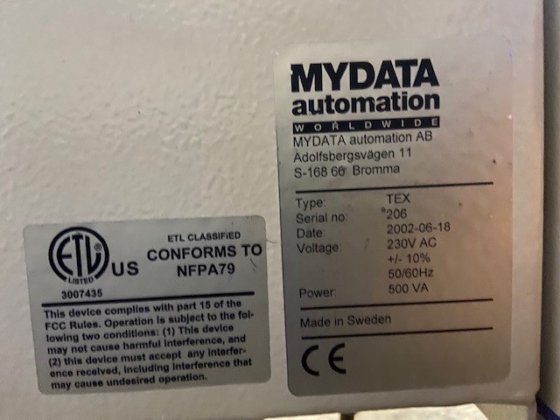 MYDATA
automation
WORLDWIDE
MYDATA automation AB
Adolfsbergsvägen 11
S-168 66 Bromma
Type: TEX
Serial no: 206
Date: 2002-06-18
Voltage: 230V AC
+/- 10%
50/60Hz
Power: 500 VA
Made in Sweden
CE
ETL CLASSIFIED
CONFORMS TO
NFPA79
ETL
LISTED
US
3007435
This device complies with part 15 of the
FCC Rules. Operation is subject to the fol-
lowing two conditions: (1) This device
may not cause harmful interference, and
(2) this device must accept any interfer-
ence received, including interference that
may cause undesired operation.